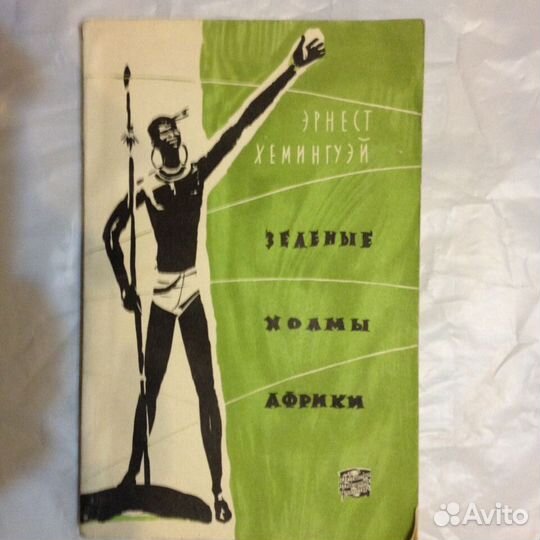 ЭРНЕСТ
ХЕМИНГУЭЙ
ЗЕЛЕНЫЕ
ХОЛМЫ
АФРИКИ
Avito